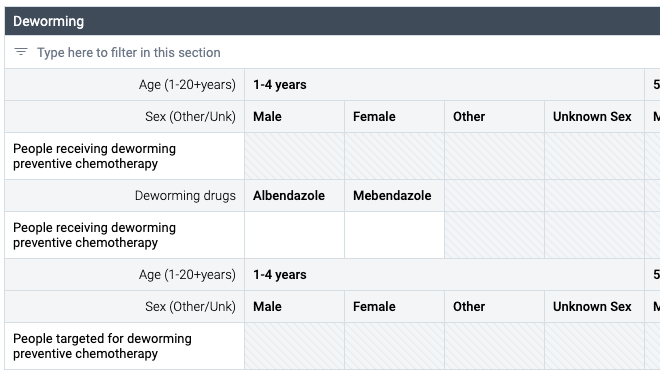 Deworming
Type here to filter in this section
Age (1-20+years) 1-4 years 5
Sex (Other/Unk) Male Female Other Unknown Sex
People receiving deworming
preventive chemotherapy
Deworming drugs Albendazole Mebendazole
People receiving deworming
preventive chemotherapy
Age (1-20+years) 1-4 years 5
Sex (Other/Unk) Male Female Other Unknown Sex
People targeted for deworming
preventive chemotherapy